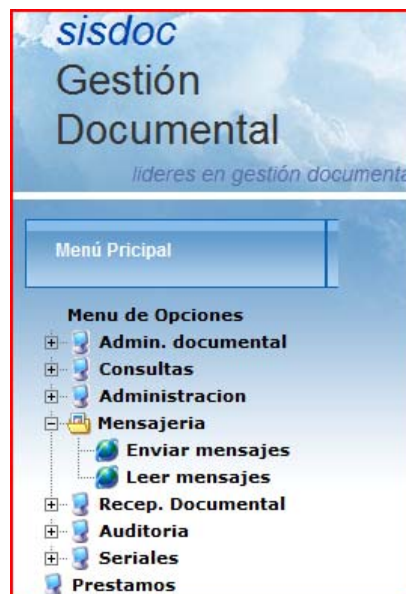 sisdoc
Gestión
Documental
lideres en gestión documenta
Menú Pricipal
Menu de Opciones
Admin. documental
Consultas
Administracion
Mensajeria
Enviar mensajes
Leer mensajes
Recep. Documental
Auditoria
Seriales
Prestamos